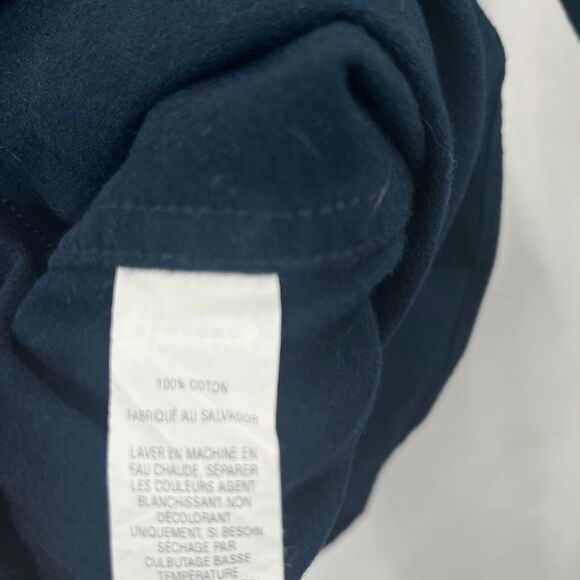 100% COTON
FABRIQUÉ AU SALVADOR
LAVER EN MACHINE EN
EAU CHAUDE, SÉPARER
LES COULEURS AGENT
BLANCHISSANT NON
DÉCOLORANT
UNIQUEMENT, SI BESOIN
SÉCHAGE PAR
CULBUTAGE BASSE
TEMPÉRATURE